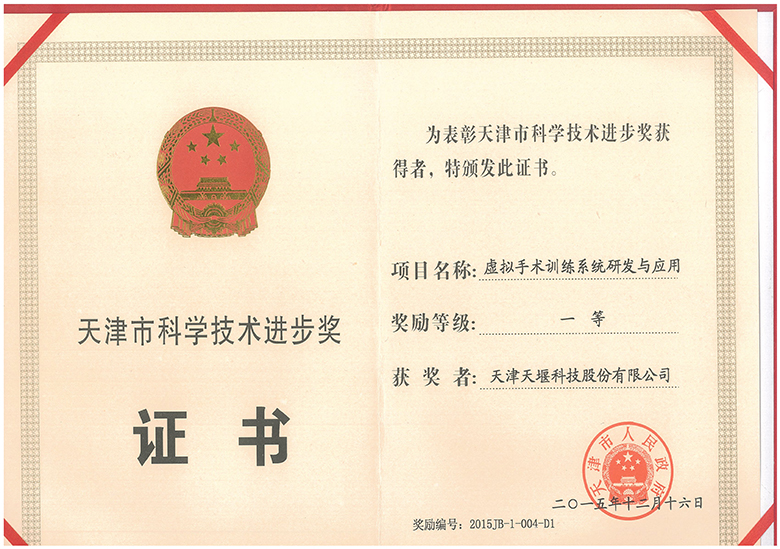 天津市科学技术进步奖
证书
为表彰天津市科学技术进步奖获
得者，特颁发此证书。
项目名称：虚拟手术训练系统研发与应用
奖励等级：一等
获奖者：天津天堰科技股份有限公司
天津市人民政府
二〇一五年十二月十六日
奖励编号：2015JB-1-004-D1